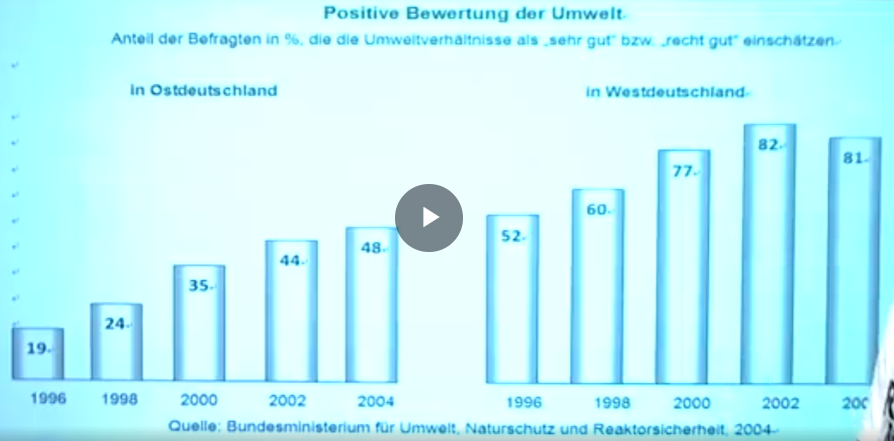 Positive Bewertung der Umwelt
Anteil der Befragten in %, die die Umweltverhältnisse als „sehr gut“ bzw. „recht gut“ einschätzen
in Ostdeutschland
19
24
35
44
48
1996 1998 2000 2002 2004
in Westdeutschland
52
60
77
82
81
1996 1998 2000 2002
Quelle: Bundesministerium für Umwelt, Naturschutz und Reaktorsicherheit, 2004